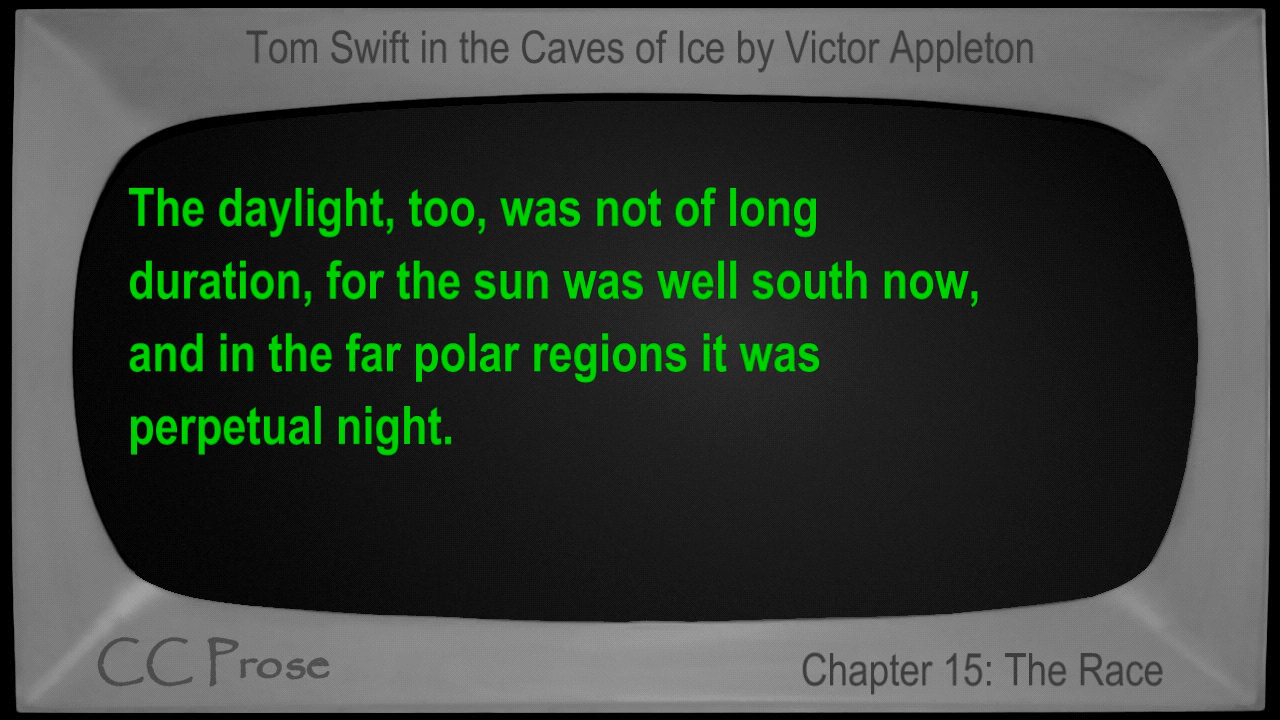 Tom Swift in the Caves of Ice by Victor Appleton
The daylight, too, was not of long
duration, for the sun was well south now,
and in the far polar regions it was
perpetual night.
CC Prose
Chapter 15: The Race